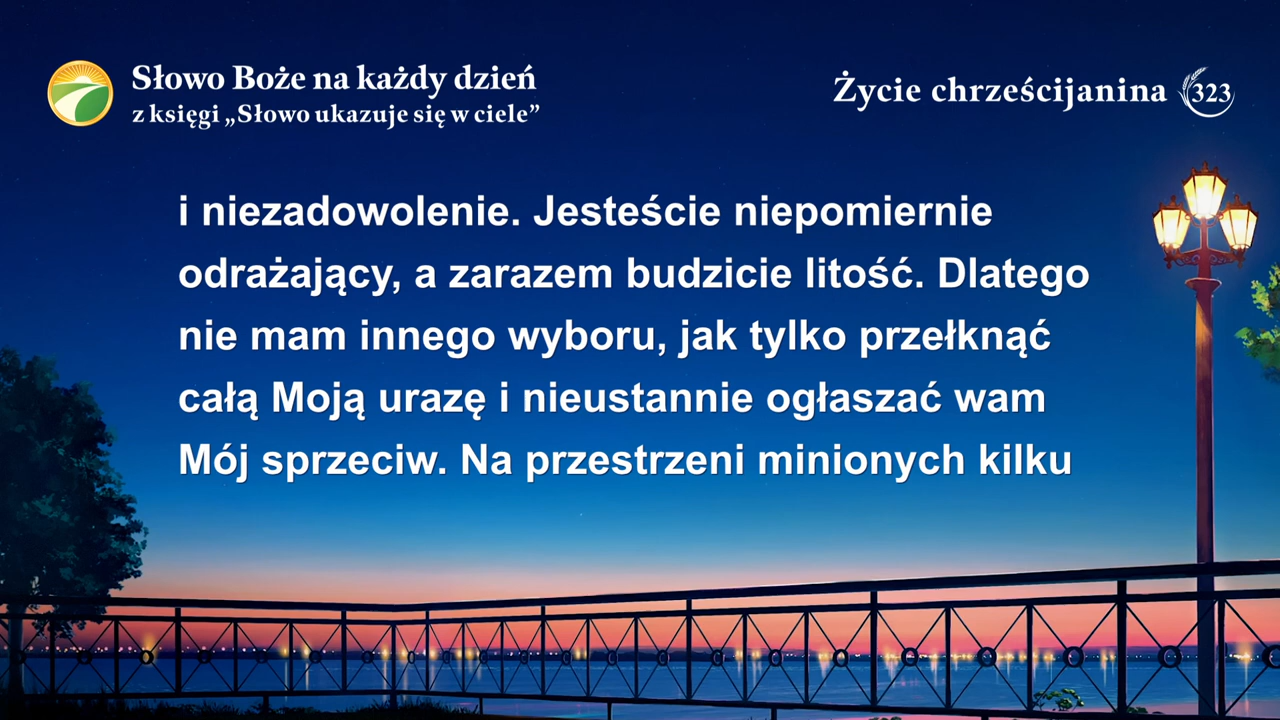 Słowo Boże na każdy dzień
z księgi „Słowo ukazuje się w ciele”
Życie chrześcijanina 323
i niezadowolenie. Jesteście niepomiernie
odrażający, a zarazem budzicie litość. Dlatego
nie mam innego wyboru, jak tylko przełknąć
całą Moją urazę i nieustannie ogłaszać wam
Mój sprzeciw. Na przestrzeni minionych kilku